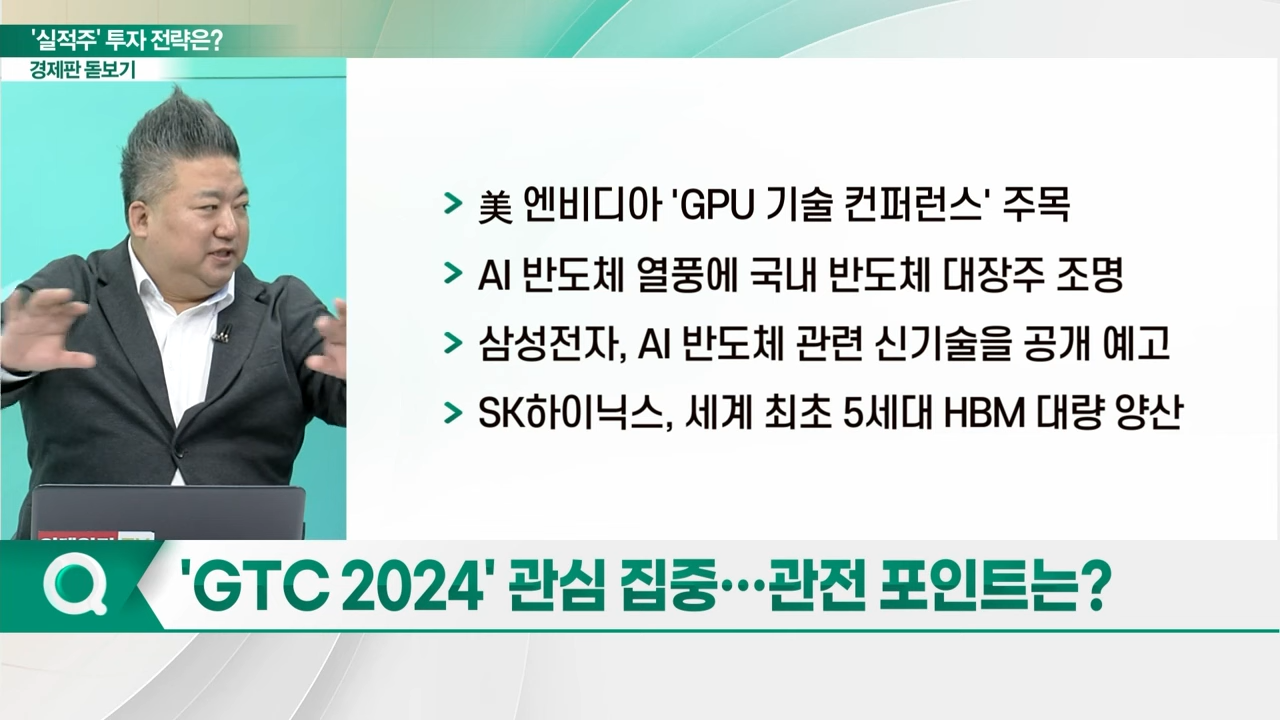 '실적주' 투자 전략은?
경제판 돋보기
> 美 엔비디아 'GPU 기술 컨퍼런스' 주목
> AI 반도체 열풍에 국내 반도체 대장주 조명
> 삼성전자, AI 반도체 관련 신기술을 공개 예고
> SK하이닉스, 세계 최초 5세대 HBM 대량 양산
'GTC 2024' 관심 집중…관전 포인트는?